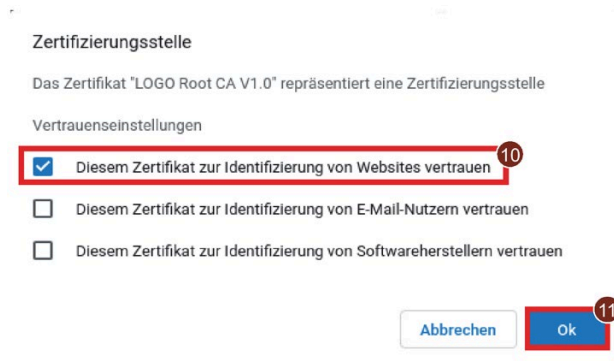 Zertifizierungsstelle
Das Zertifikat "LOGO Root CA V1.0" repräsentiert eine Zertifizierungsstelle
Vertrauenseinstellungen
10
Diesem Zertifikat zur Identifizierung von Websites vertrauen
Diesem Zertifikat zur Identifizierung von E-Mail-Nutzern vertrauen
Diesem Zertifikat zur Identifizierung von Softwareherstellern vertrauen
11
Abbrechen Ok